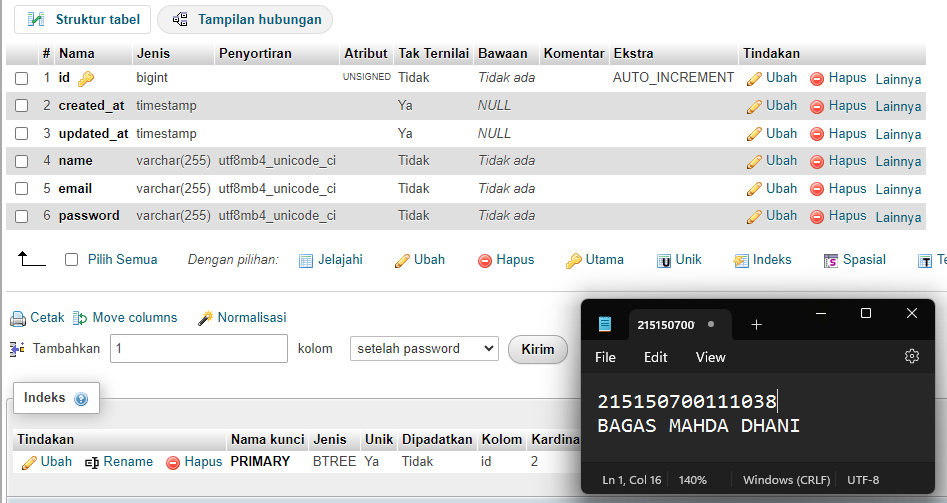 Struktur tabel Tampilan hubungan
# Nama Jenis Penyortiran Atribut Tak Ternilai Bawaan Komentar Ekstra Tindakan
1 id bigint UNSIGNED Tidak Tidak ada AUTO_INCREMENT Ubah Hapus Lainnya
2 created_at timestamp Ya NULL Ubah Hapus Lainnya
3 updated_at timestamp Ya NULL Ubah Hapus Lainnya
4 name varchar(255) utf8mb4_unicode_ci Tidak Tidak ada Ubah Hapus Lainnya
5 email varchar(255) utf8mb4_unicode_ci Tidak Tidak ada Ubah Hapus Lainnya
6 password varchar(255) utf8mb4_unicode_ci Tidak Tidak ada Ubah Hapus Lainnya
Pilih Semua Dengan pilihan: Jelajahi Ubah Hapus Utama Unik Indeks Spasial Te
Cetak Move columns Normalisasi
Tambahkan 1 kolom setelah password Kirim
Indeks
Tindakan Nama kunci Jenis Unik Dipadatkan Kolom Kardina
Ubah Rename Hapus PRIMARY BTREE Ya Tidak id 2
215150700
File Edit View
215150700111038
BAGAS MAHDA DHANI
Ln 1, Col 16 140% Windows (CRLF) UTF-8